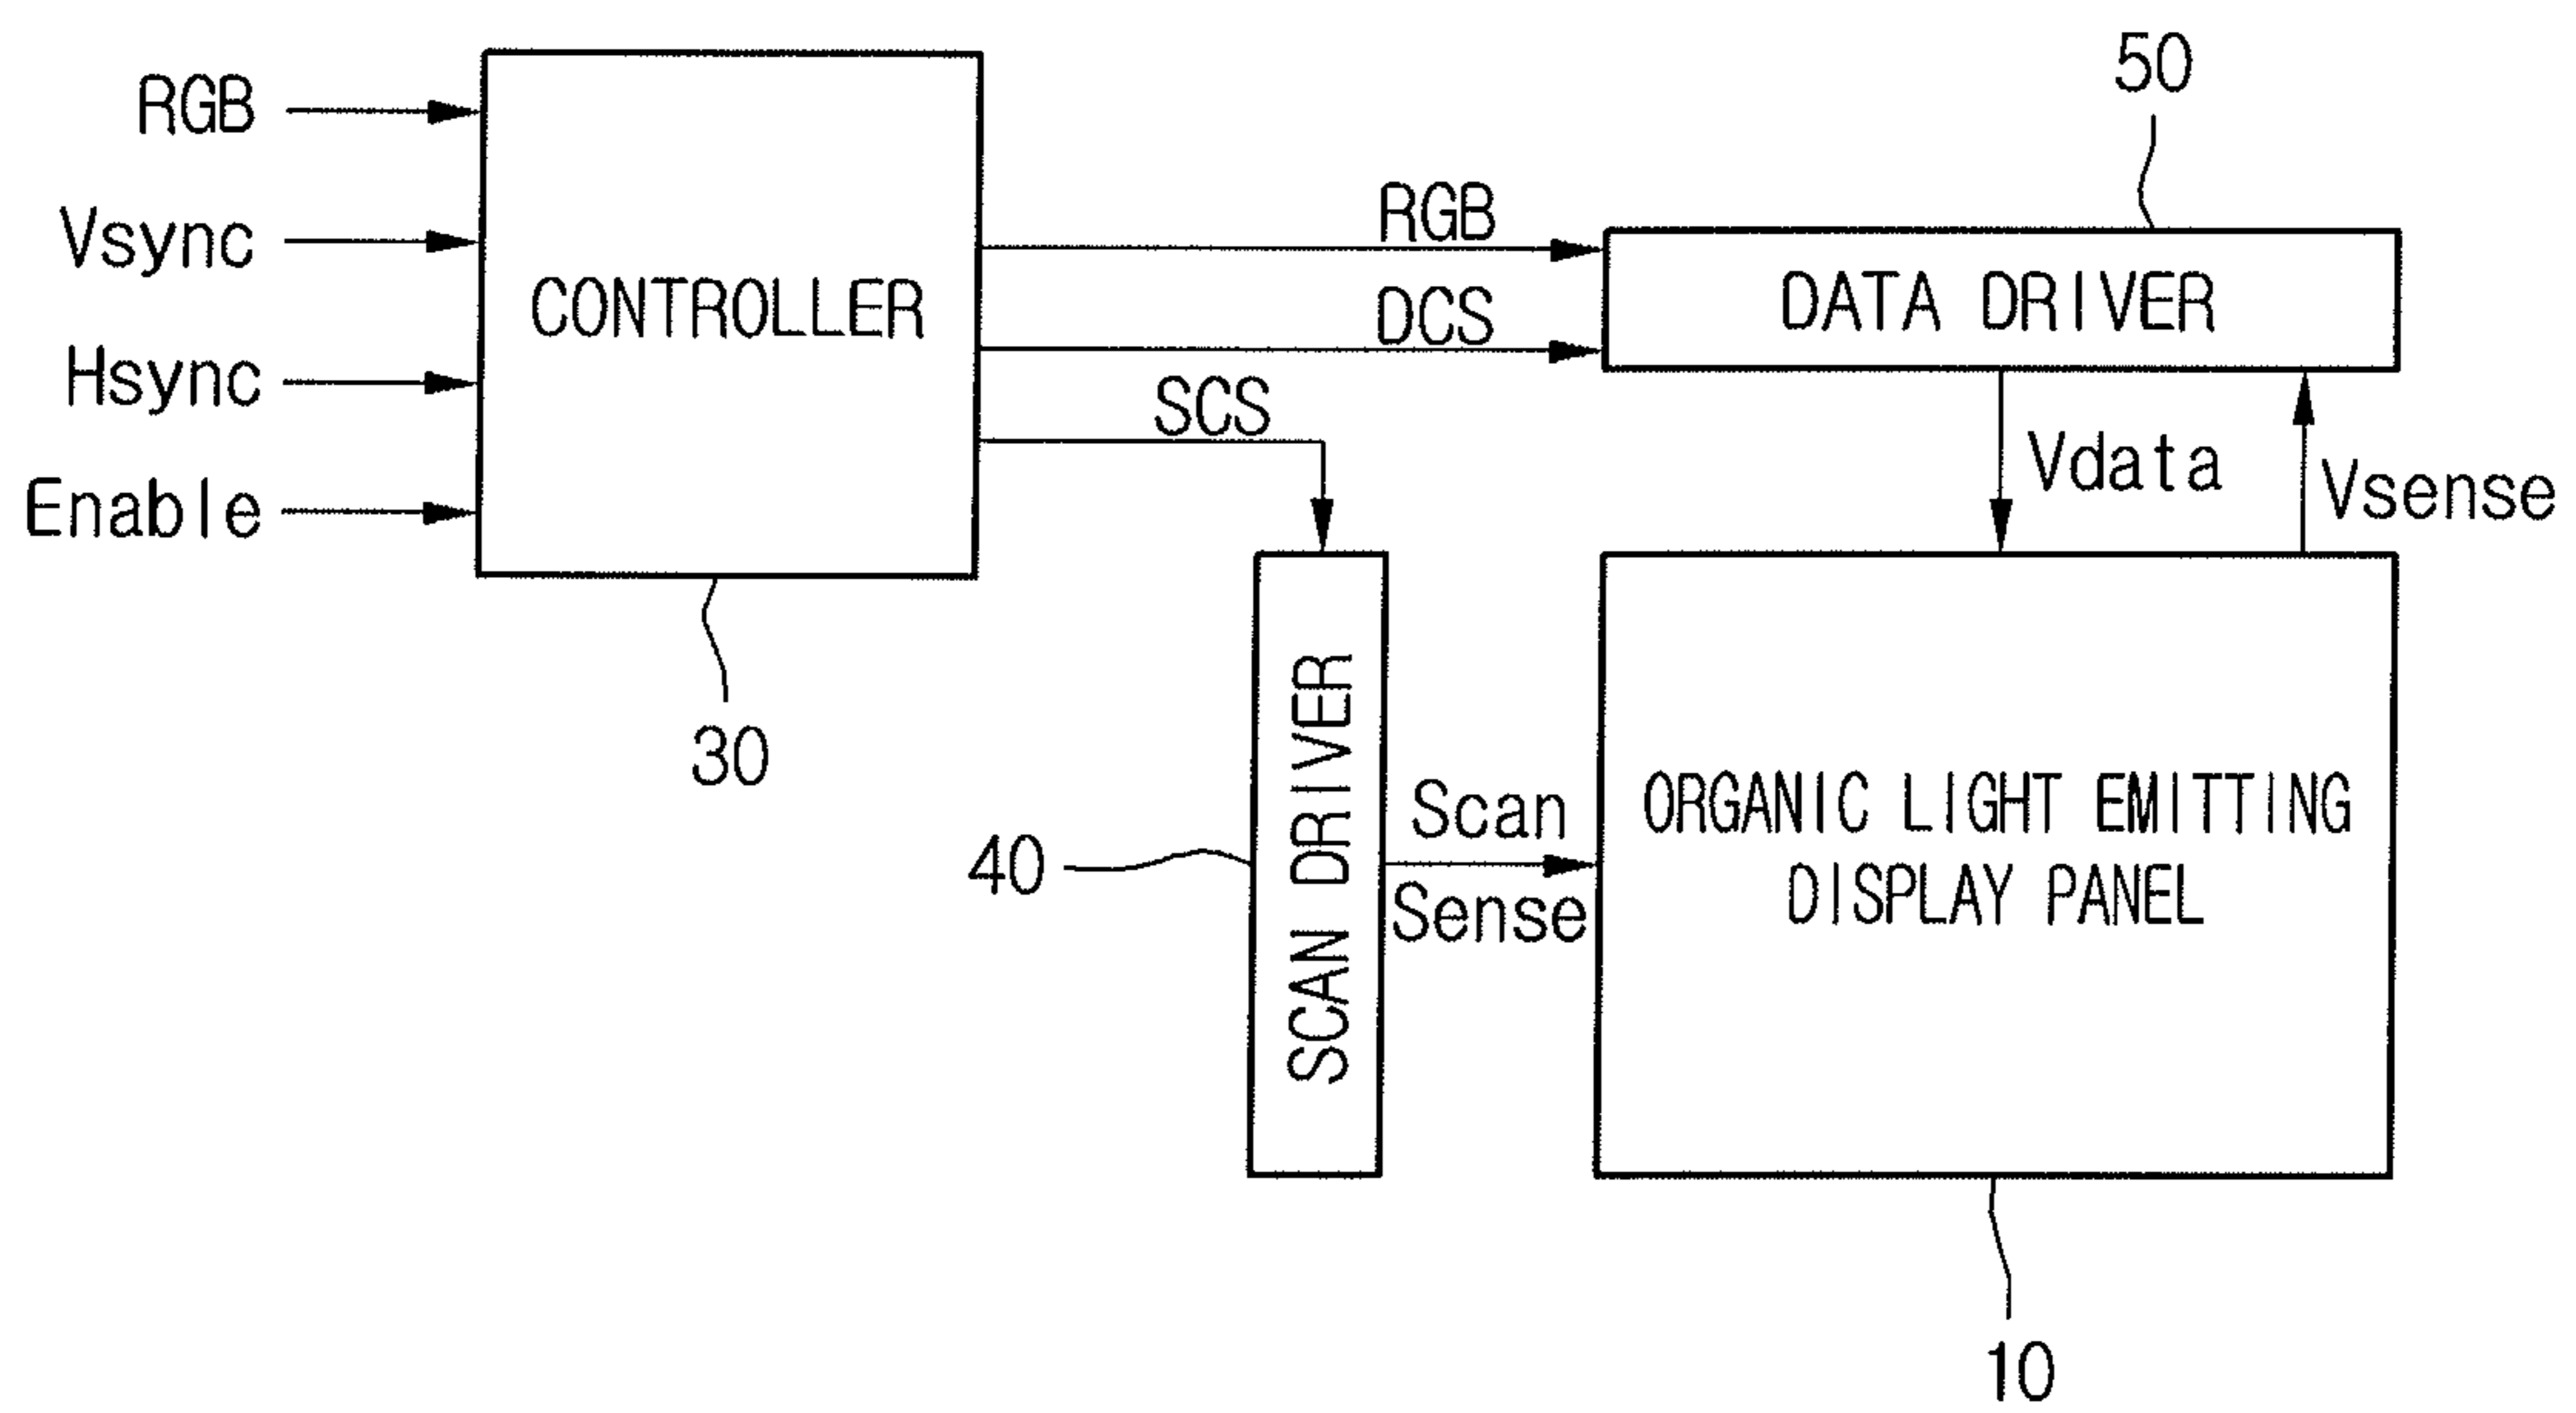 50
RGB
Vsync
Hsync
Enable
CONTROLLER
30
RGB
DCS
SCS
DATA DRIVER
Vdata
Vsense
SCAN DRIVER
40
Scan
Sense
ORGANIC LIGHT EMITTING
DISPLAY PANEL
10